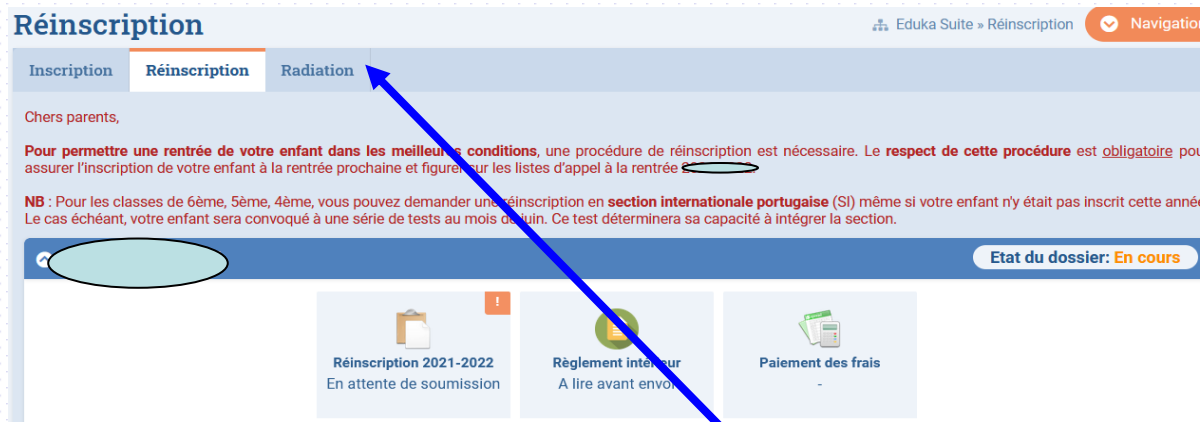 Réinscription
Eduka Suite » Réinscription
Navigation
Inscription
Réinscription
Radiation
Chers parents,
Pour permettre une rentrée de votre enfant dans les meilleures conditions, une procédure de réinscription est nécessaire. Le respect de cette procédure est obligatoire pou
assurer l'inscription de votre enfant à la rentrée prochaine et figurer sur les listes d'appel à la rentrée
NB : Pour les classes de 6ème, 5ème, 4ème, vous pouvez demander une réinscription en section internationale portugaise (SI) même si votre enfant n'y était pas inscrit cette année
Le cas échéant, votre enfant sera convoqué à une série de tests au mois de juin. Ce test déterminera sa capacité à intégrer la section.
Etat du dossier: En cours
!
Réinscription 2021-2022
En attente de soumission
Règlement intérieur
A lire avant envoi
Paiement des frais
-